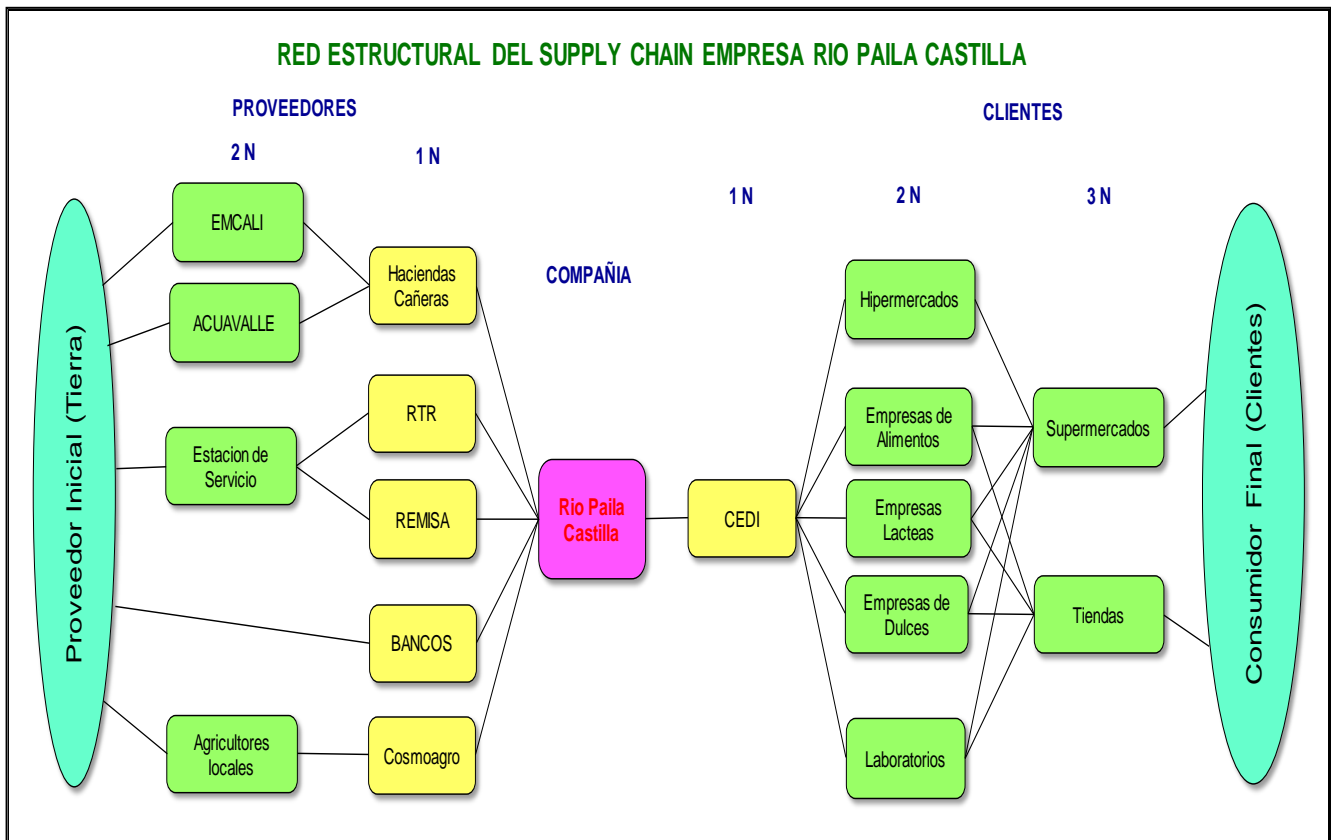 RED ESTRUCTURAL DEL SUPPLY CHAIN EMPRESA RIO PAILA CASTILLA
PROVEEDORES
CLIENTES
2 N
1 N
1 N
2 N
3 N
COMPAÑIA
Proveedor Inicial (Tierra)
EMCALI
ACUAVALLE
Estacion de
Servicio
Agricultores
locales
Haciendas
Cañeras
RTR
REMISA
BANCOS
Cosmoagro
Rio Paila
Castilla
CEDI
Hipermercados
Empresas de
Alimentos
Empresas
Lacteas
Empresas de
Dulces
Laboratorios
Supermercados
Tiendas
Consumidor Final (Clientes)